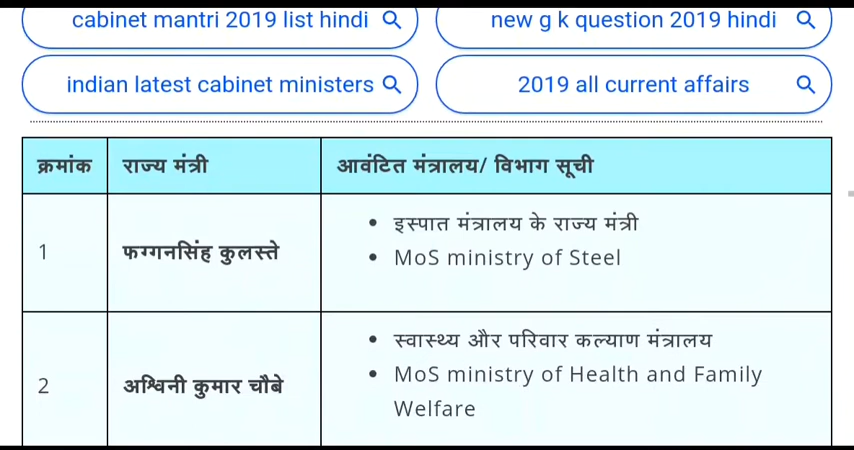 cabinet mantri 2019 list hindi
new g k question 2019 hindi
indian latest cabinet ministers
2019 all current affairs
क्रमांक
राज्य मंत्री
आवंटित मंत्रालय/ विभाग सूची
1
फग्गनसिंह कुलस्ते
इस्पात मंत्रालय के राज्य मंत्री
MoS ministry of Steel
2
अश्विनी कुमार चौबे
स्वास्थ्य और परिवार कल्याण मंत्रालय
MoS ministry of Health and Family
Welfare